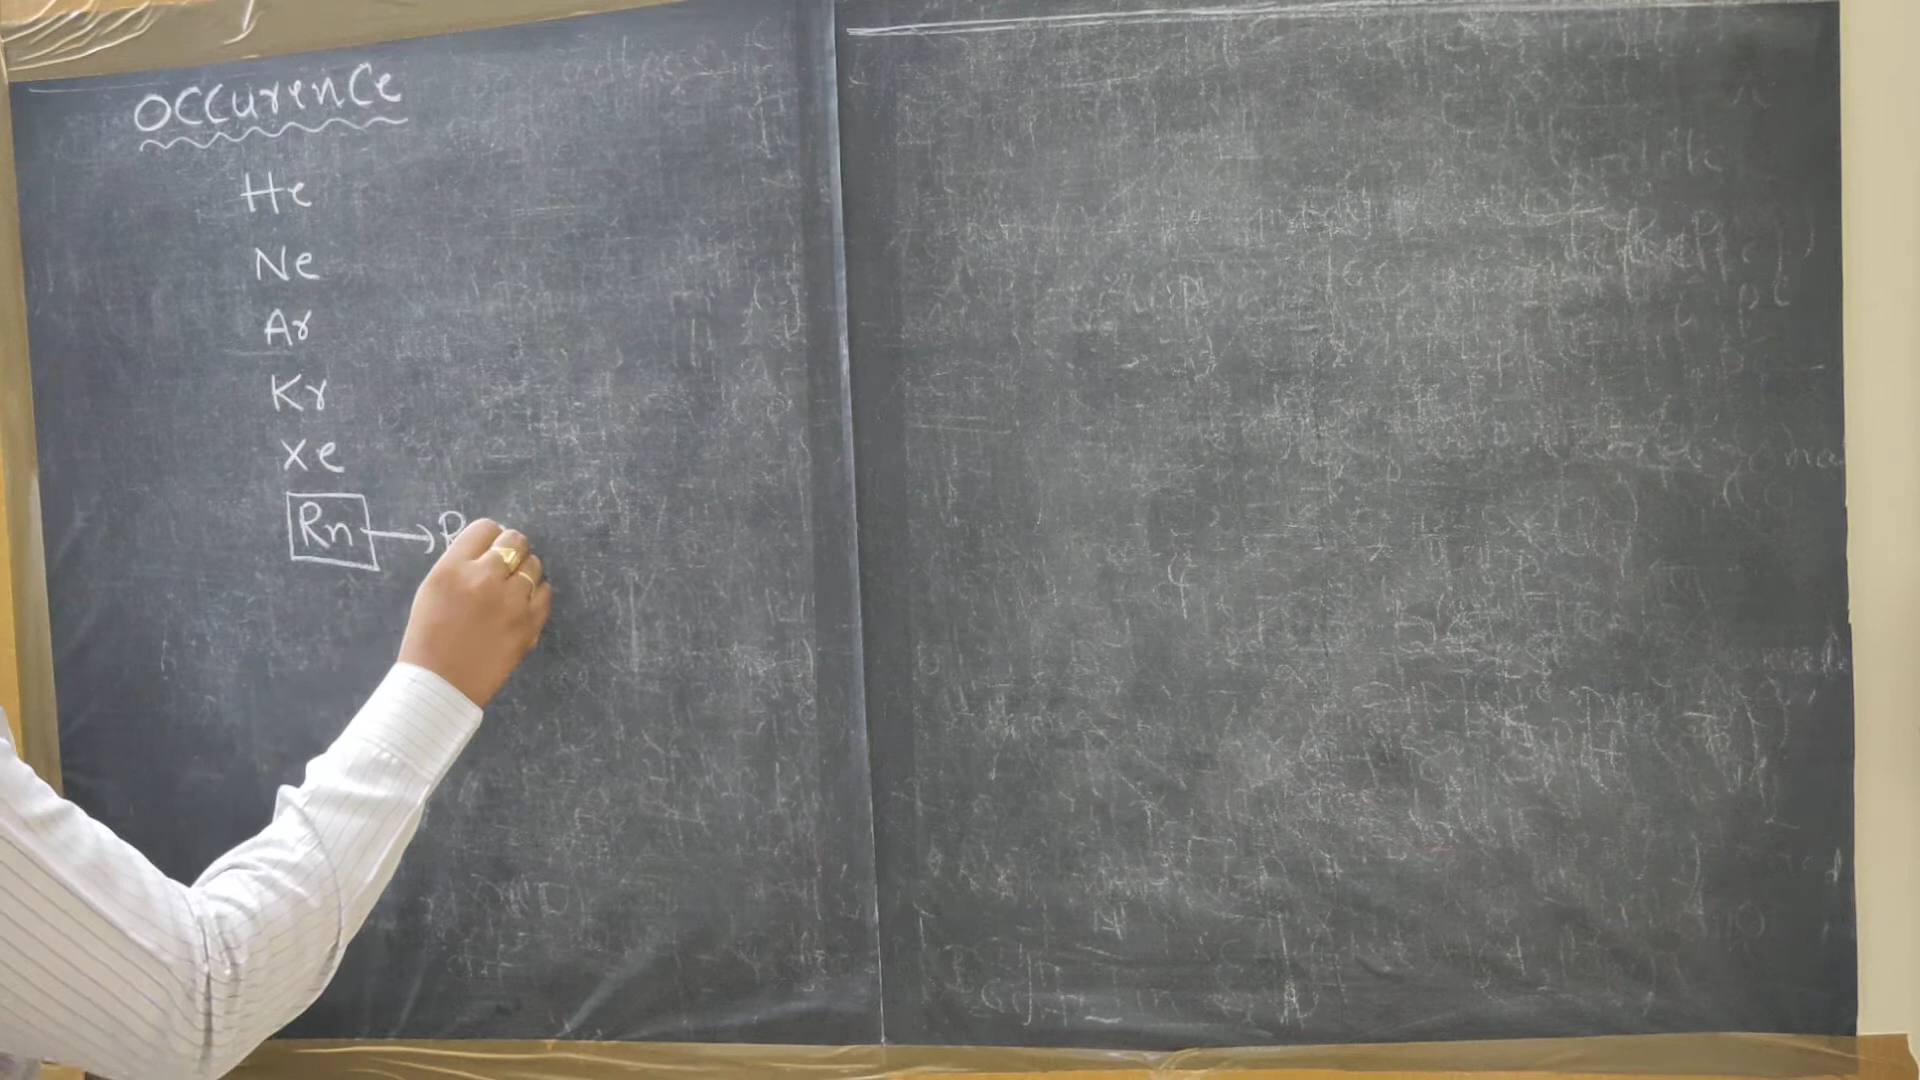 OCCurence
He
Ne
Ar
Kr
Xe
Rn → R